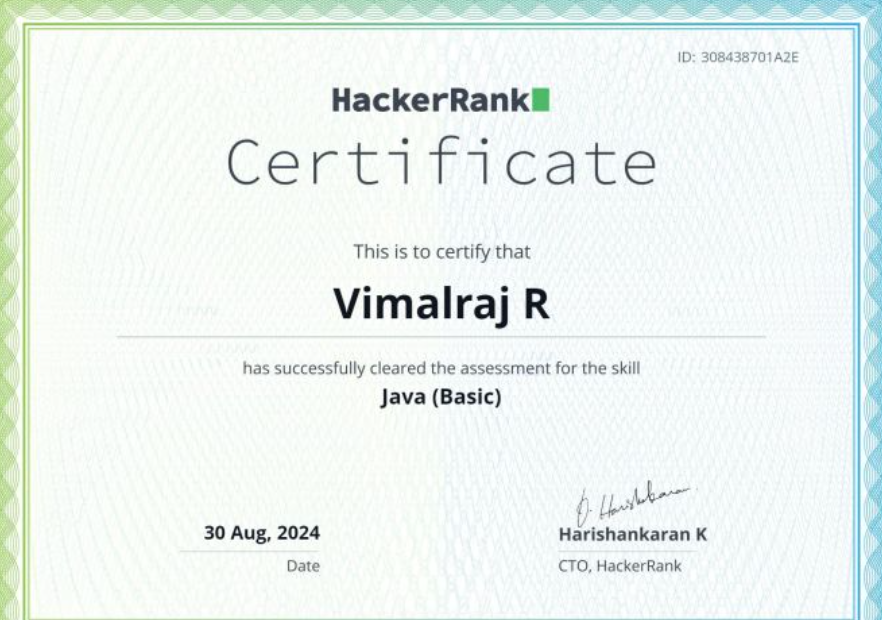 ID: 308438701A2E
HackerRank
Certificate
This is to certify that
Vimalraj R
has successfully cleared the assessment for the skill
Java (Basic)
30 Aug, 2024
Date
Harishankaran K
CTO, HackerRank